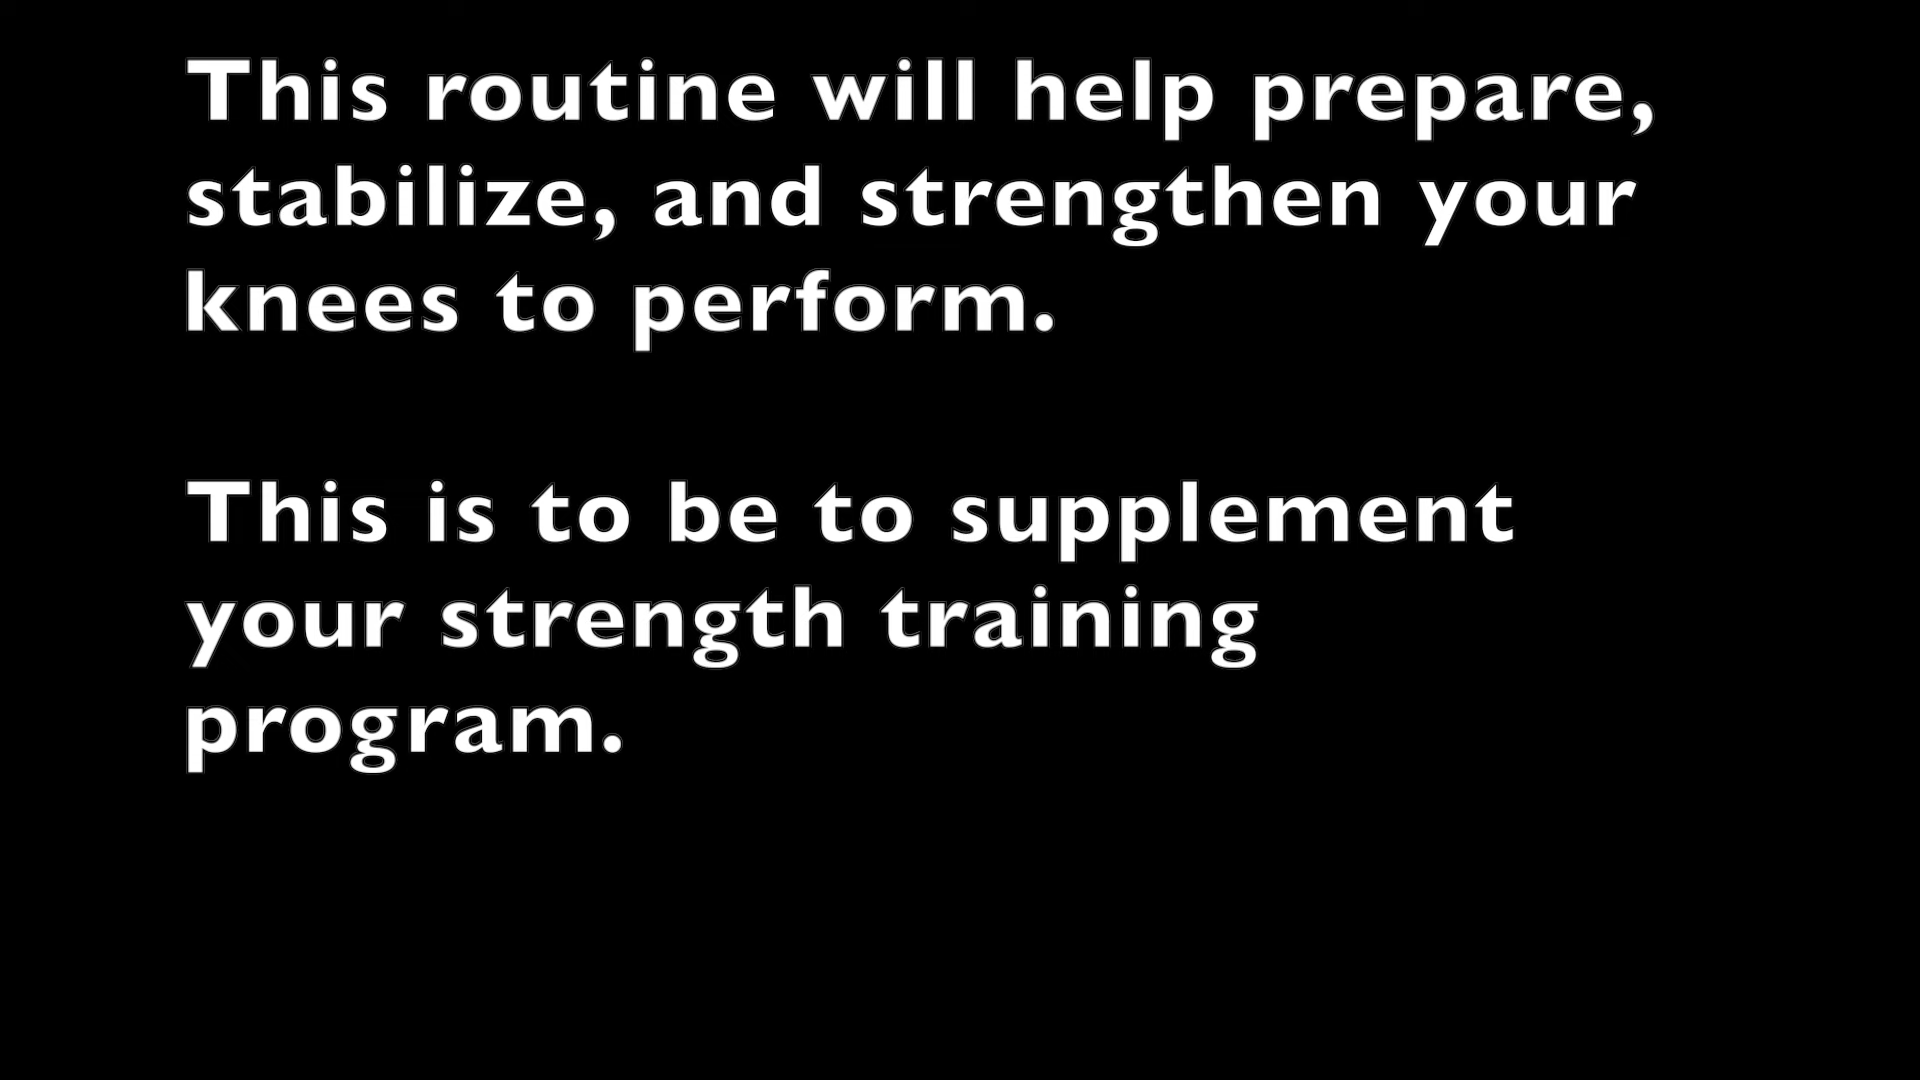 This routine will help prepare,
stabilize, and strengthen your
knees to perform.
This is to be to supplement
your strength training
program.